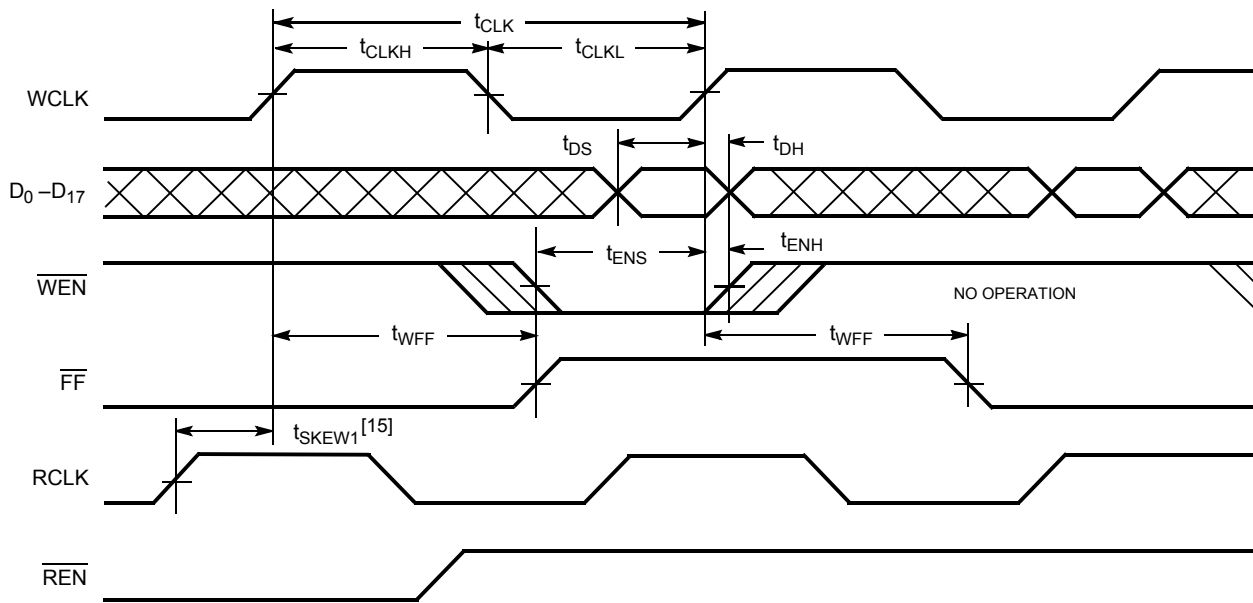 tCLK
tCLKH tCLKL
WCLK
tDS tDH
D0 –D17
tENS tENH
WEN
NO OPERATION
tWFF tWFF
FF
tSKEW1[15]
RCLK
REN